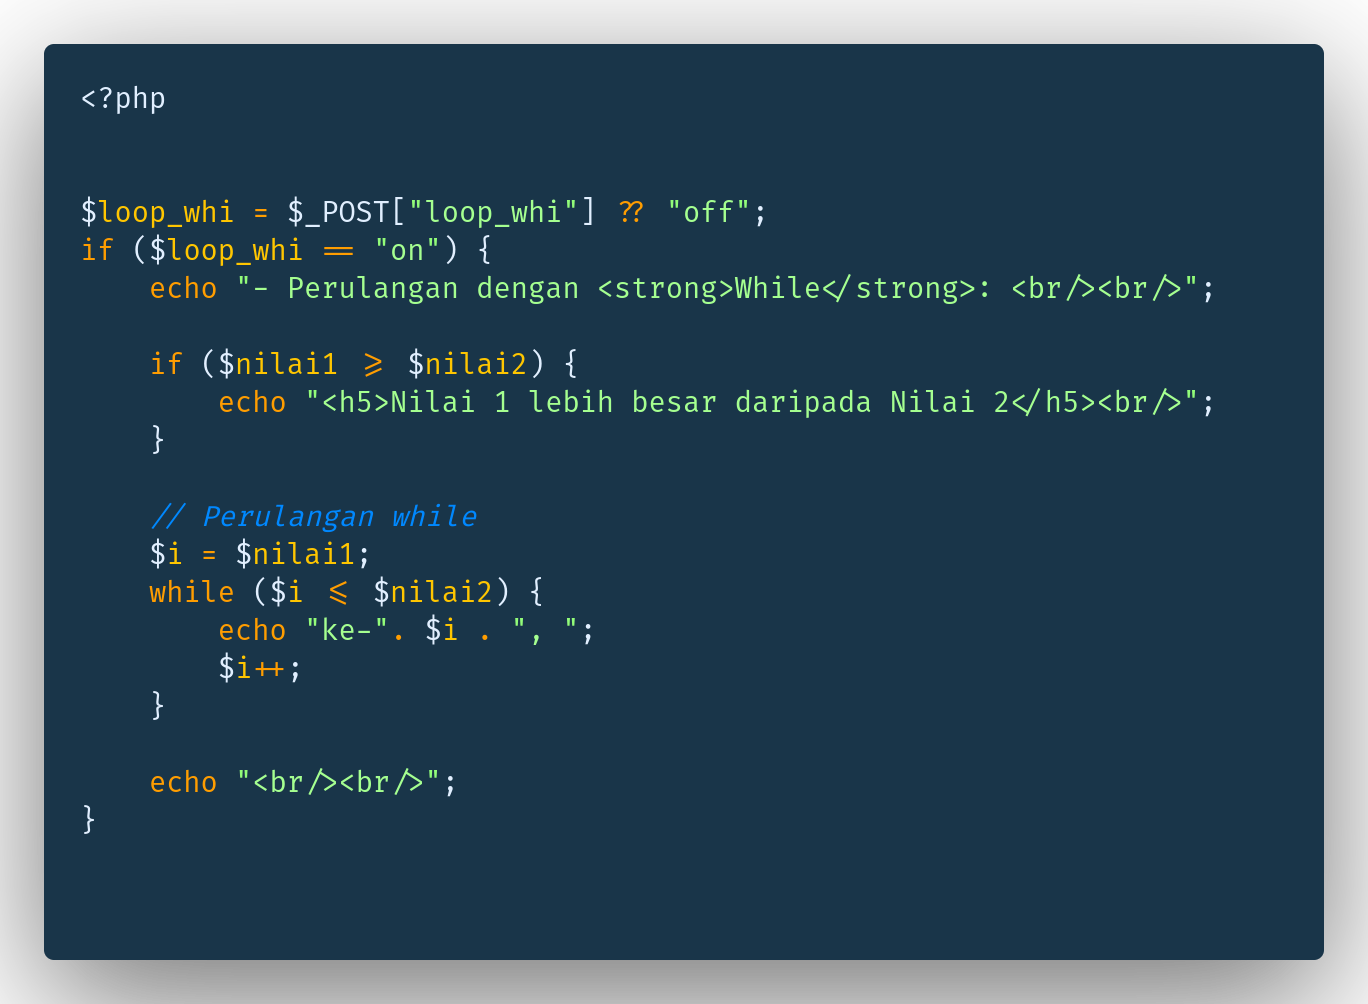 <?php
$loop_whi = $_POST["loop_whi"] ?? "off";
if ($loop_whi == "on") {
    echo "- Perulangan dengan <strong>While</strong>: <br/><br/>";
    if ($nilai1 >= $nilai2) {
        echo "<h5>Nilai 1 lebih besar daripada Nilai 2</h5><br/>";
    }
    // Perulangan while
    $i = $nilai1;
    while ($i <= $nilai2) {
        echo "ke-". $i . ", ";
        $i++;
    }
    echo "<br/><br/>";
}